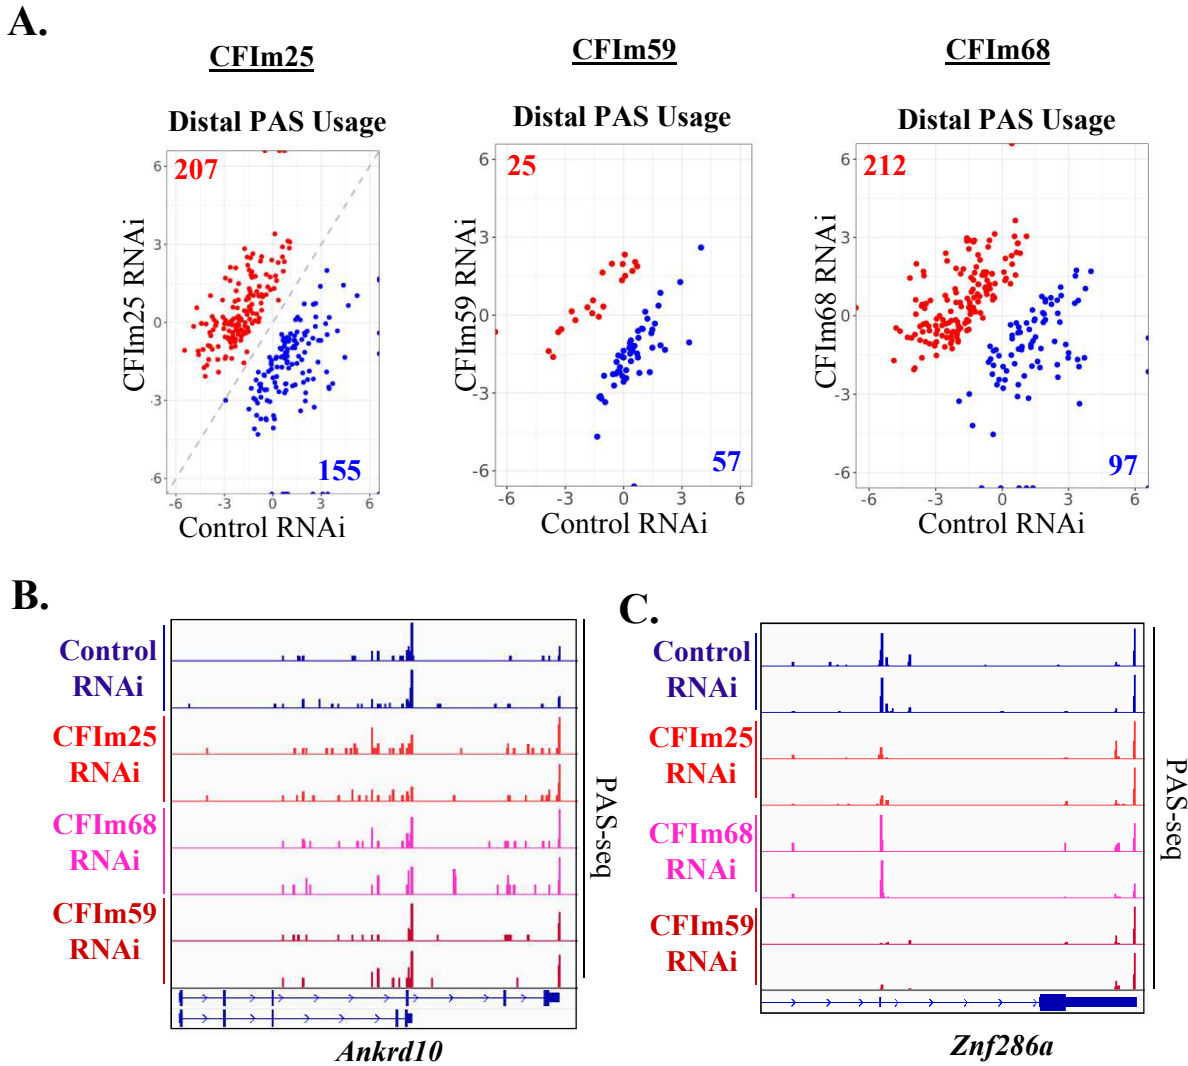 A.
CFIm25
CFIm59
CFIm68
Distal PAS Usage
Distal PAS Usage
Distal PAS Usage
207
25
212
CFIm25 RNAi
CFIm59 RNAi
CFIm68 RNAi
6
3
0
-3
-6
6
3
0
-3
-6
6
3
0
-3
-6
155
57
97
-6 -3 0 3 6
-6 -3 0 3 6
-6 -3 0 3 6
Control RNAi
Control RNAi
Control RNAi
B.
Control
RNAi
CFIm25
RNAi
CFIm68
RNAi
CFIm59
RNAi
PAS-seq
Ankrd10
C.
Control
RNAi
CFIm25
RNAi
CFIm68
RNAi
CFIm59
RNAi
PAS-seq
Znf286a